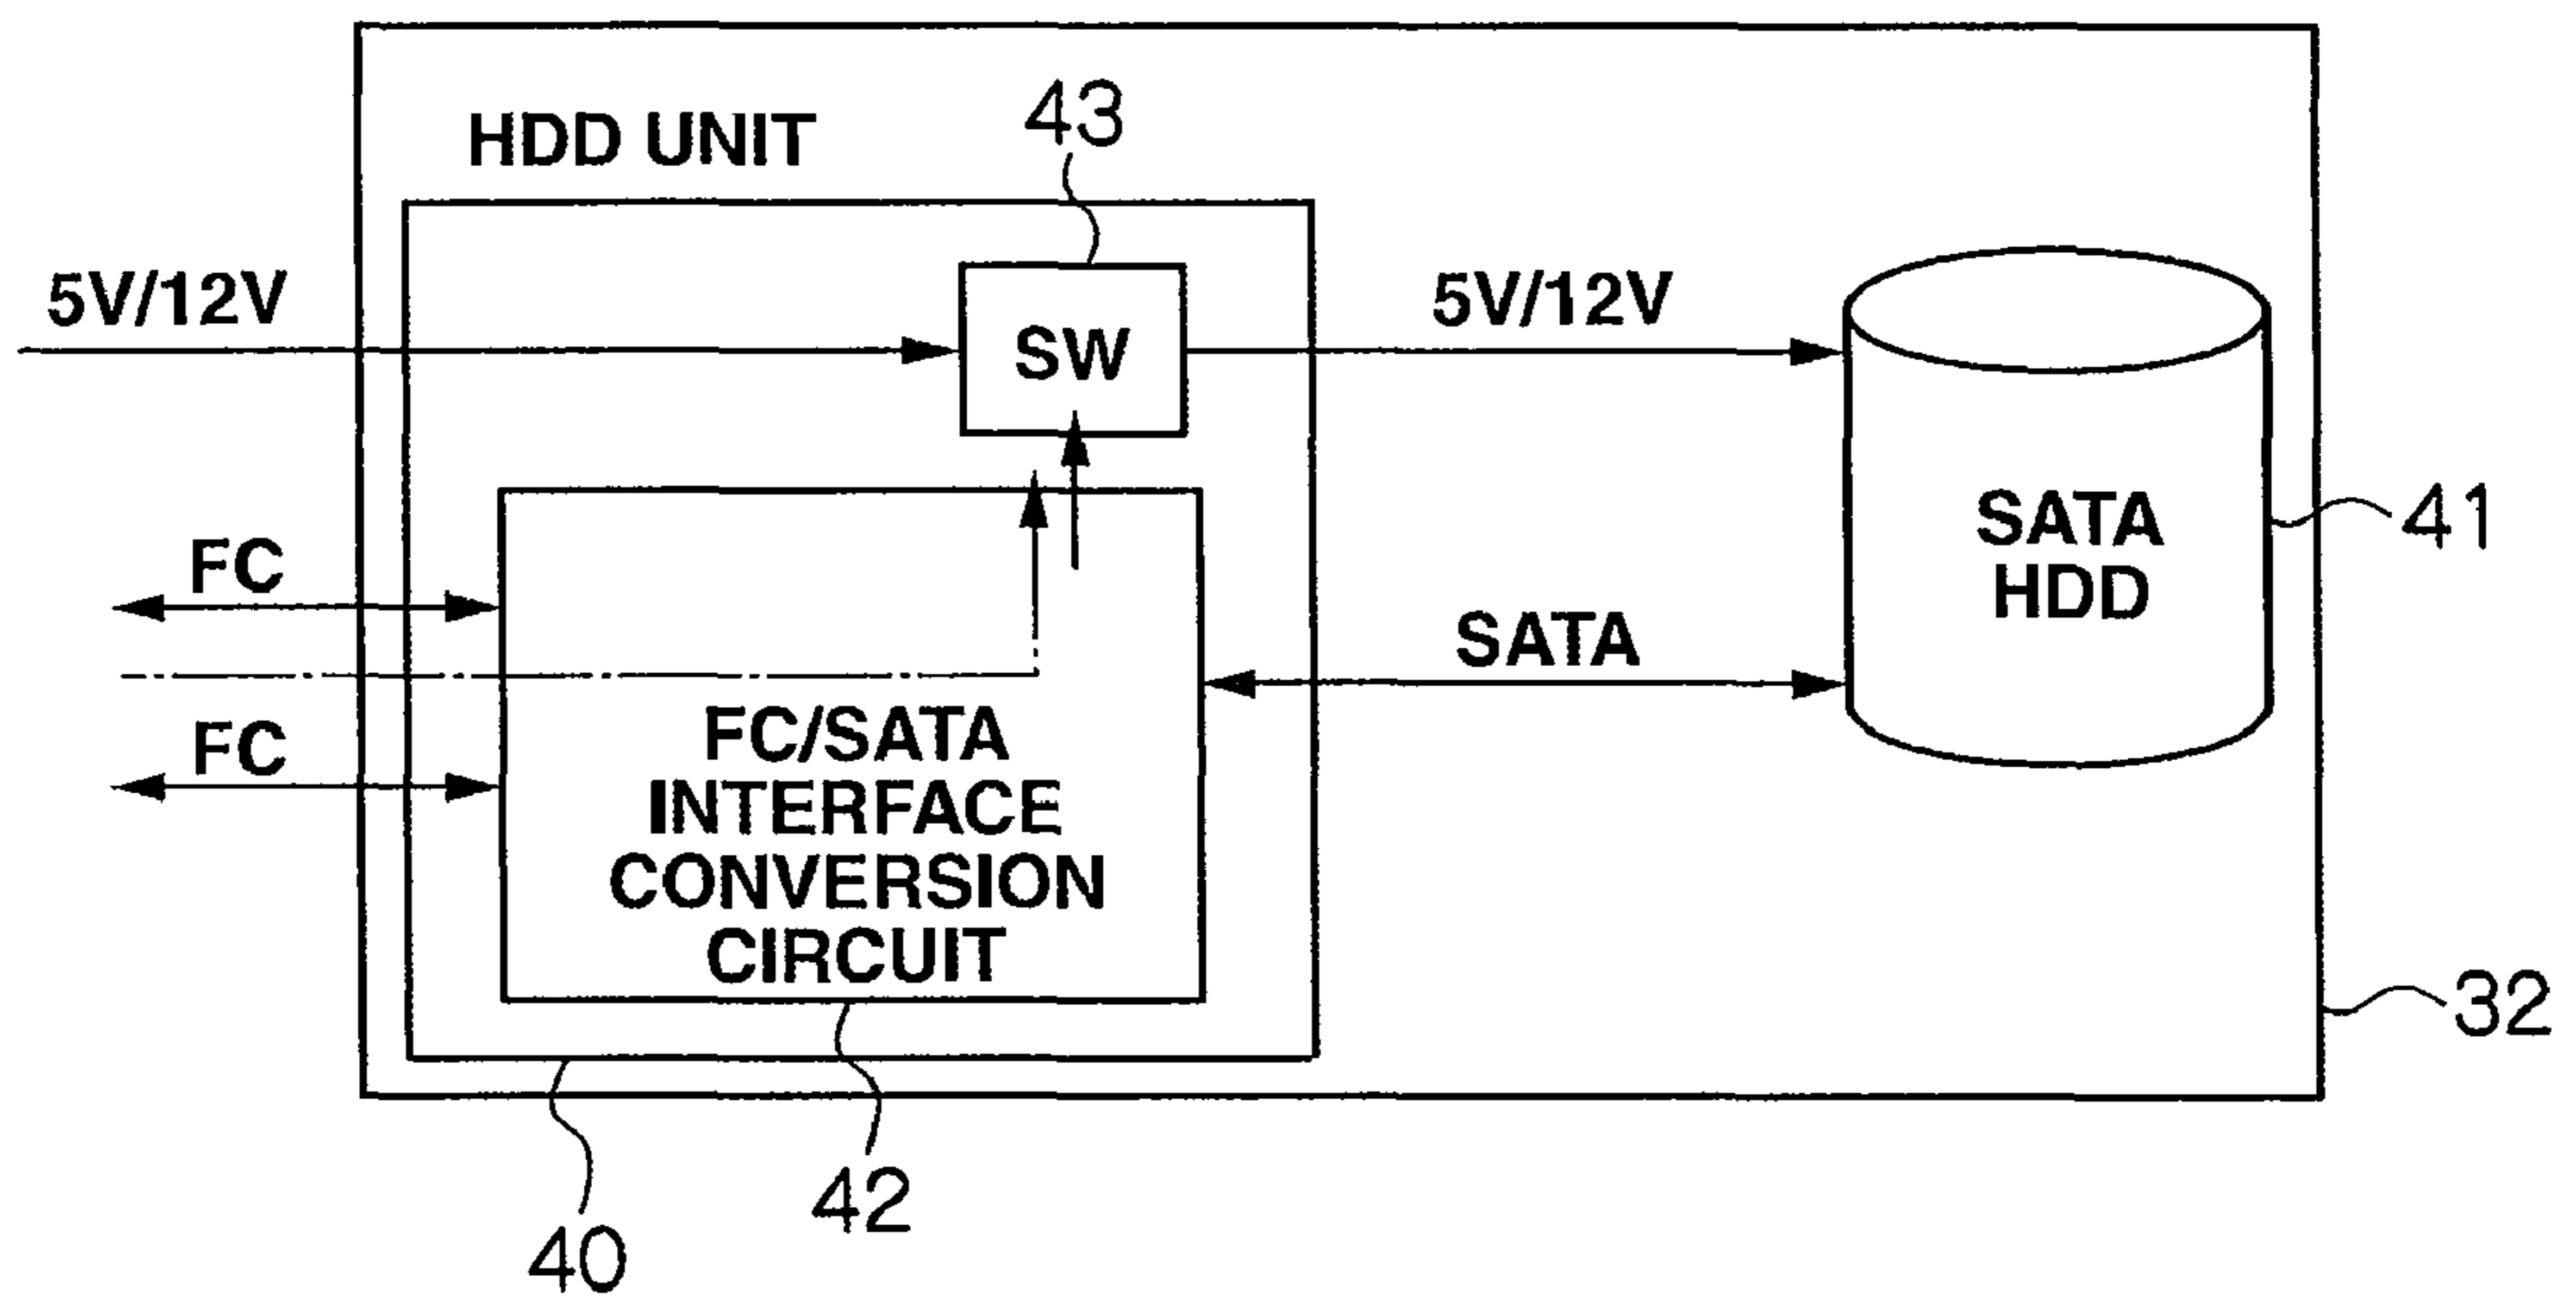 43
HDD UNIT
5V/12V
SW
5V/12V
SATA
HDD
41
FC
SATA
FC
FC/SATA
INTERFACE
CONVERSION
CIRCUIT
32
42
40